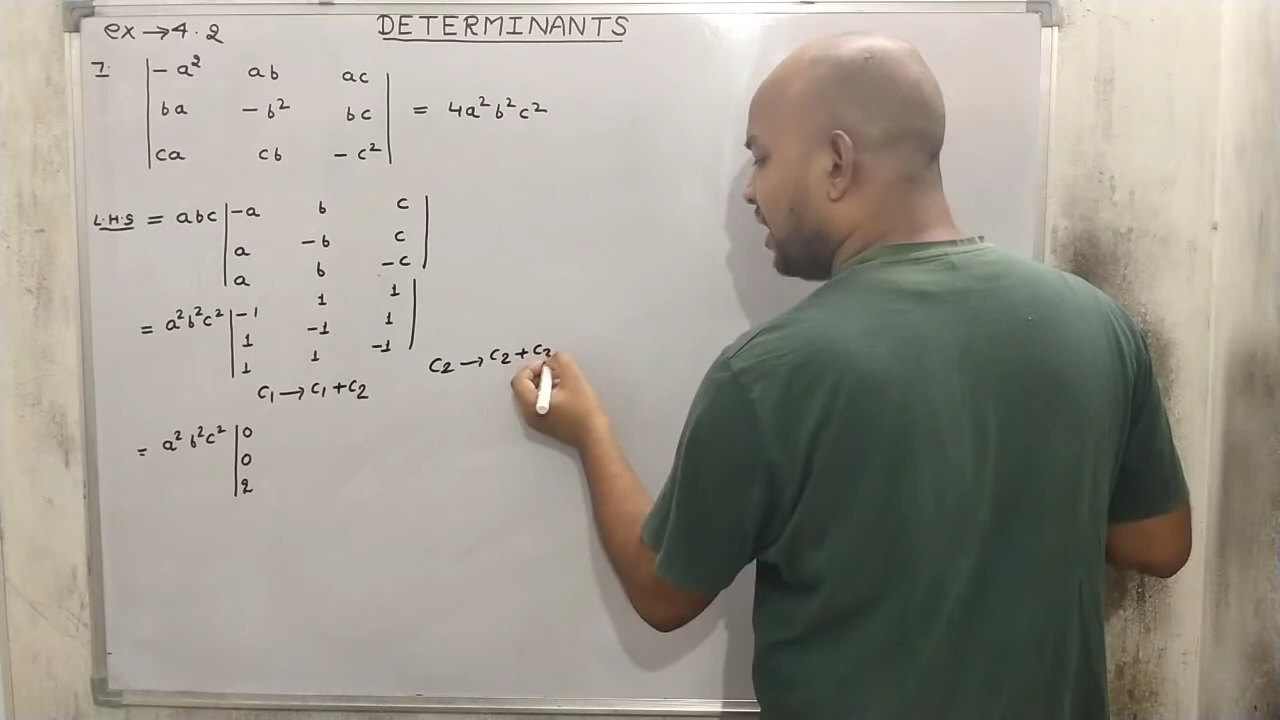 ex → 4.2
DETERMINANTS
7. | -a² ab ac |
| ba -b² bc | = 4a²b²c²
| ca cb -c² |
L.H.S = abc | -a b c |
| a -b c |
| a b -c |
= a²b²c² | -1 1 1 |
| 1 -1 1 |
| 1 1 -1 |
C₂ → C₂ + C₃
C₁ → C₁ + C₂
= a²b²c² | 0
| 0
| 2